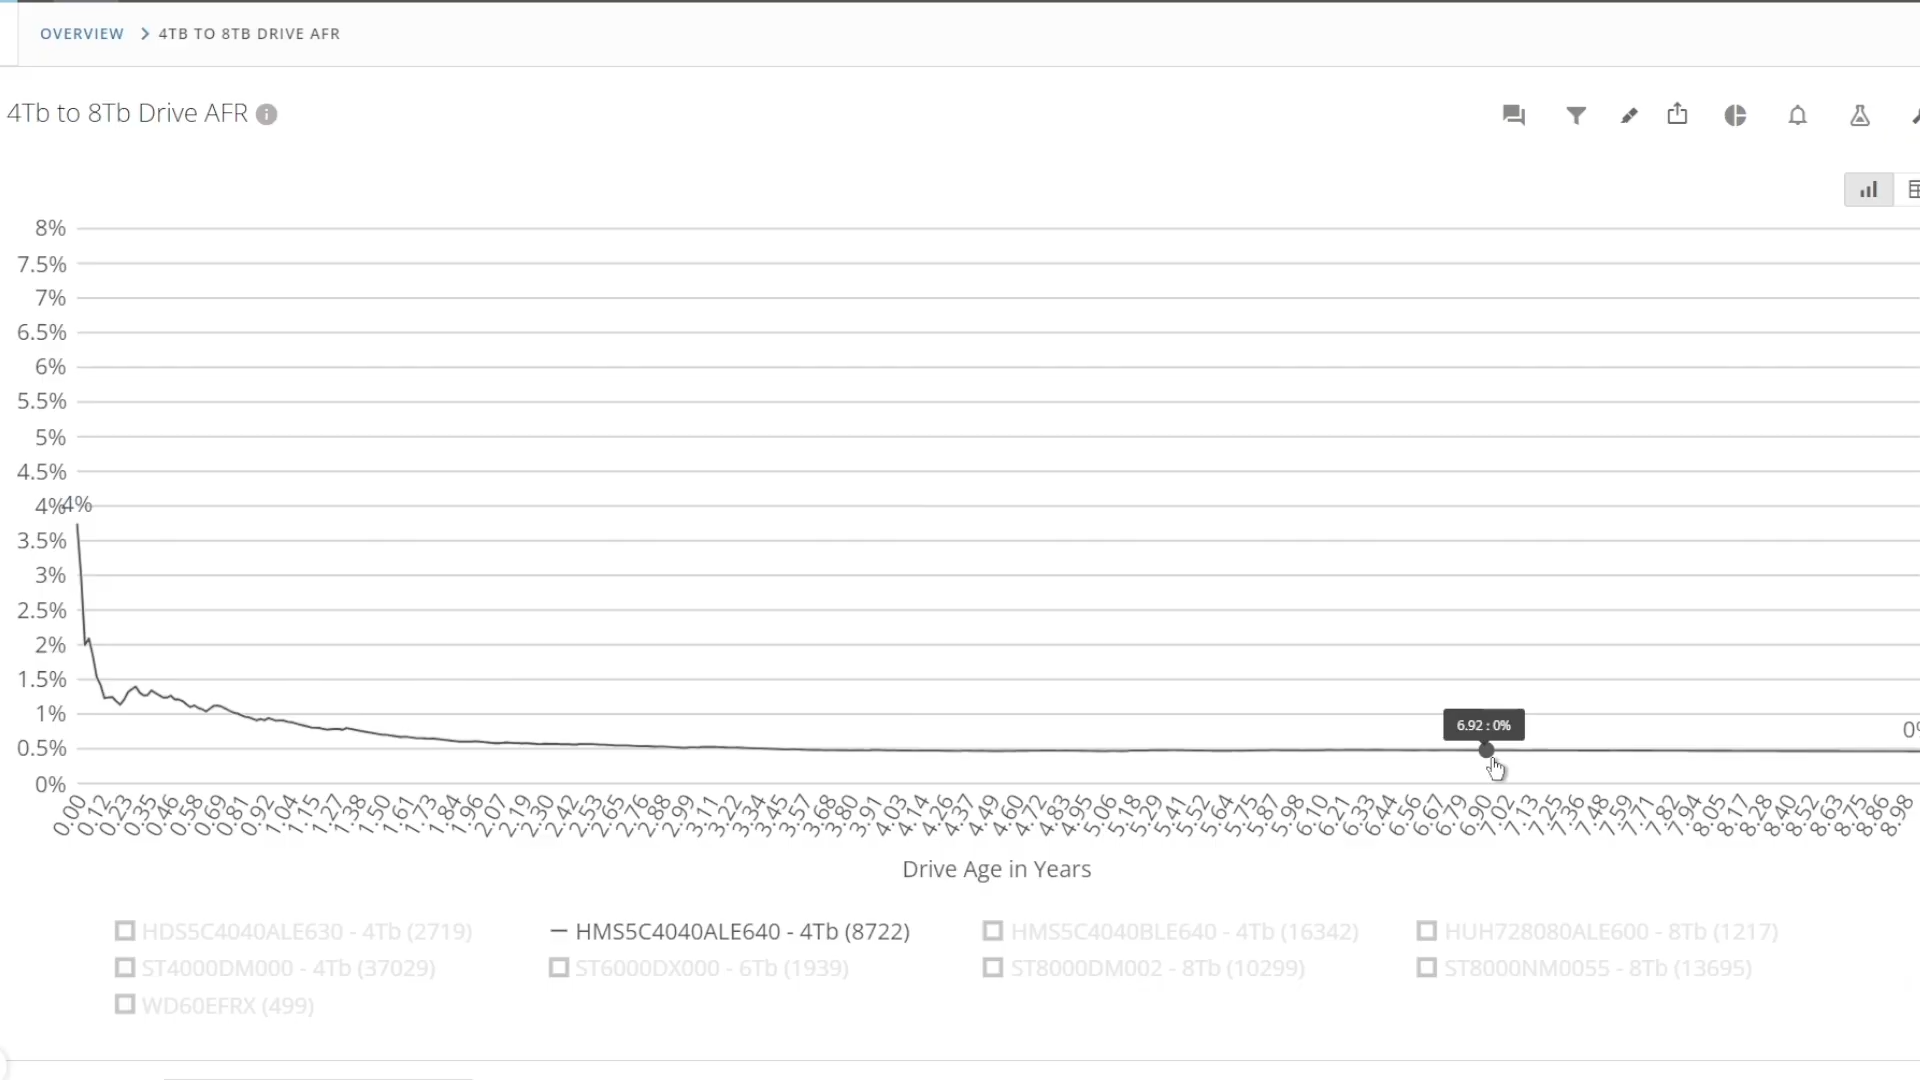 OVERVIEW > 4TB TO 8TB DRIVE AFR
4Tb to 8Tb Drive AFR
8%
7.5%
7%
6.5%
6%
5.5%
5%
4.5%
4% 4%
3.5%
3%
2.5%
2%
1.5%
1%
6.92 : 0%
0.5%
0%
0.00 0.12 0.23 0.35 0.46 0.58 0.69 0.81 0.92 1.04 1.15 1.27 1.38 1.50 1.61 1.73 1.84 1.96 2.07 2.19 2.30 2.42 2.53 2.65 2.76 2.88 2.99 3.11 3.22 3.34 3.45 3.57 3.68 3.80 3.91 4.03 4.14 4.26 4.37 4.49 4.60 4.72 4.83 4.95 5.06 5.18 5.29 5.41 5.52 5.64 5.75 5.87 5.98 6.10 6.21 6.33 6.44 6.56 6.67 6.79 6.90 7.02 7.13 7.25 7.36 7.48 7.59 7.71 7.82 7.94 8.05 8.17 8.28 8.40 8.52 8.63 8.75 8.86 8.98
Drive Age in Years
HDS5C4040ALE630 - 4Tb (2719) HMS5C4040ALE640 - 4Tb (8722) HMS5C4040BLE640 - 4Tb (16342) HUH728080ALE600 - 8Tb (1217)
ST4000DM000 - 4Tb (37029) ST6000DX000 - 6Tb (1939) ST8000DM002 - 8Tb (10299) ST8000NM0055 - 8Tb (13695)
WD60EFRX (499)